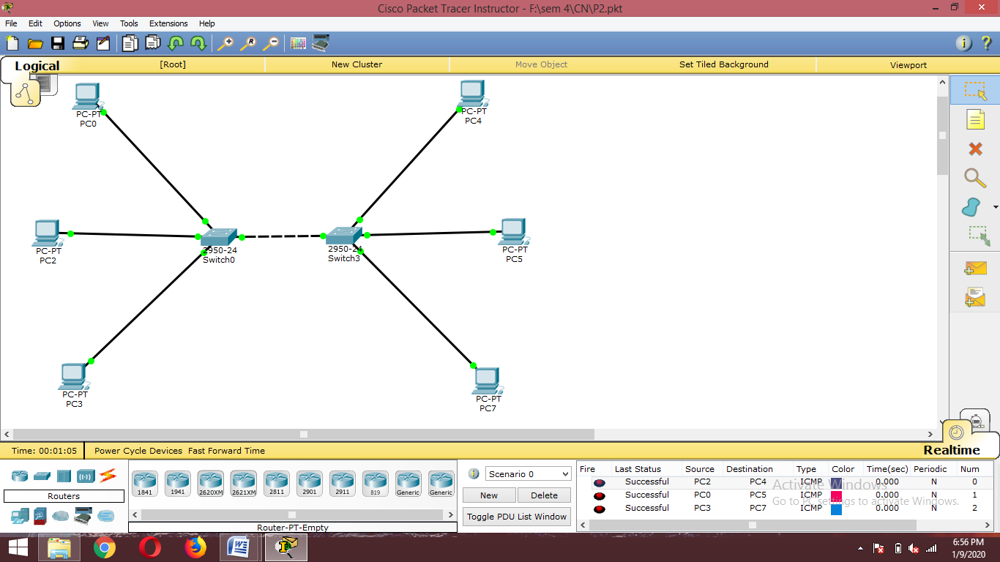 Cisco Packet Tracer Instructor - F:\sem 4\CN\P2.pkt
File Edit Options View Tools Extensions Help
Logical [Root] New Cluster Move Object Set Tiled Background Viewport
PC-PT
PC0
PC-PT
PC4
PC-PT
PC2
2950-24
Switch0
2950-24
Switch3
PC-PT
PC5
PC-PT
PC3
PC-PT
PC7
Time: 00:01:05 Power Cycle Devices Fast Forward Time Realtime
Routers
1841 1941 2620XM 2621XM 2811 2901 2911 819 Generic Generic
Router-PT-Empty
Scenario 0
New Delete
Toggle PDU List Window
Fire Last Status Source Destination Type Color Time(sec) Periodic Num
Successful PC2 PC4 ICMP 0.000 N 0
Successful PC0 PC5 ICMP 0.000 N 1
Successful PC3 PC7 ICMP 0.000 N 2
Activate Windows
Go to PC settings to activate Windows.
6:56 PM
1/9/2020